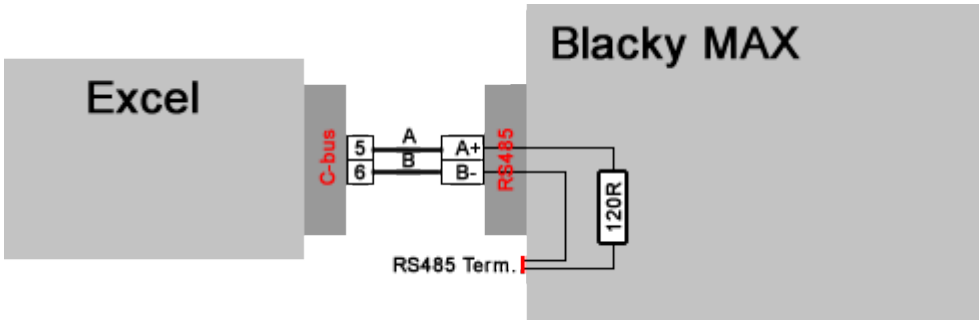 Blacky MAX
Excel
C-bus
5 A A+
6 B B-
RS485
120R
RS485 Term.